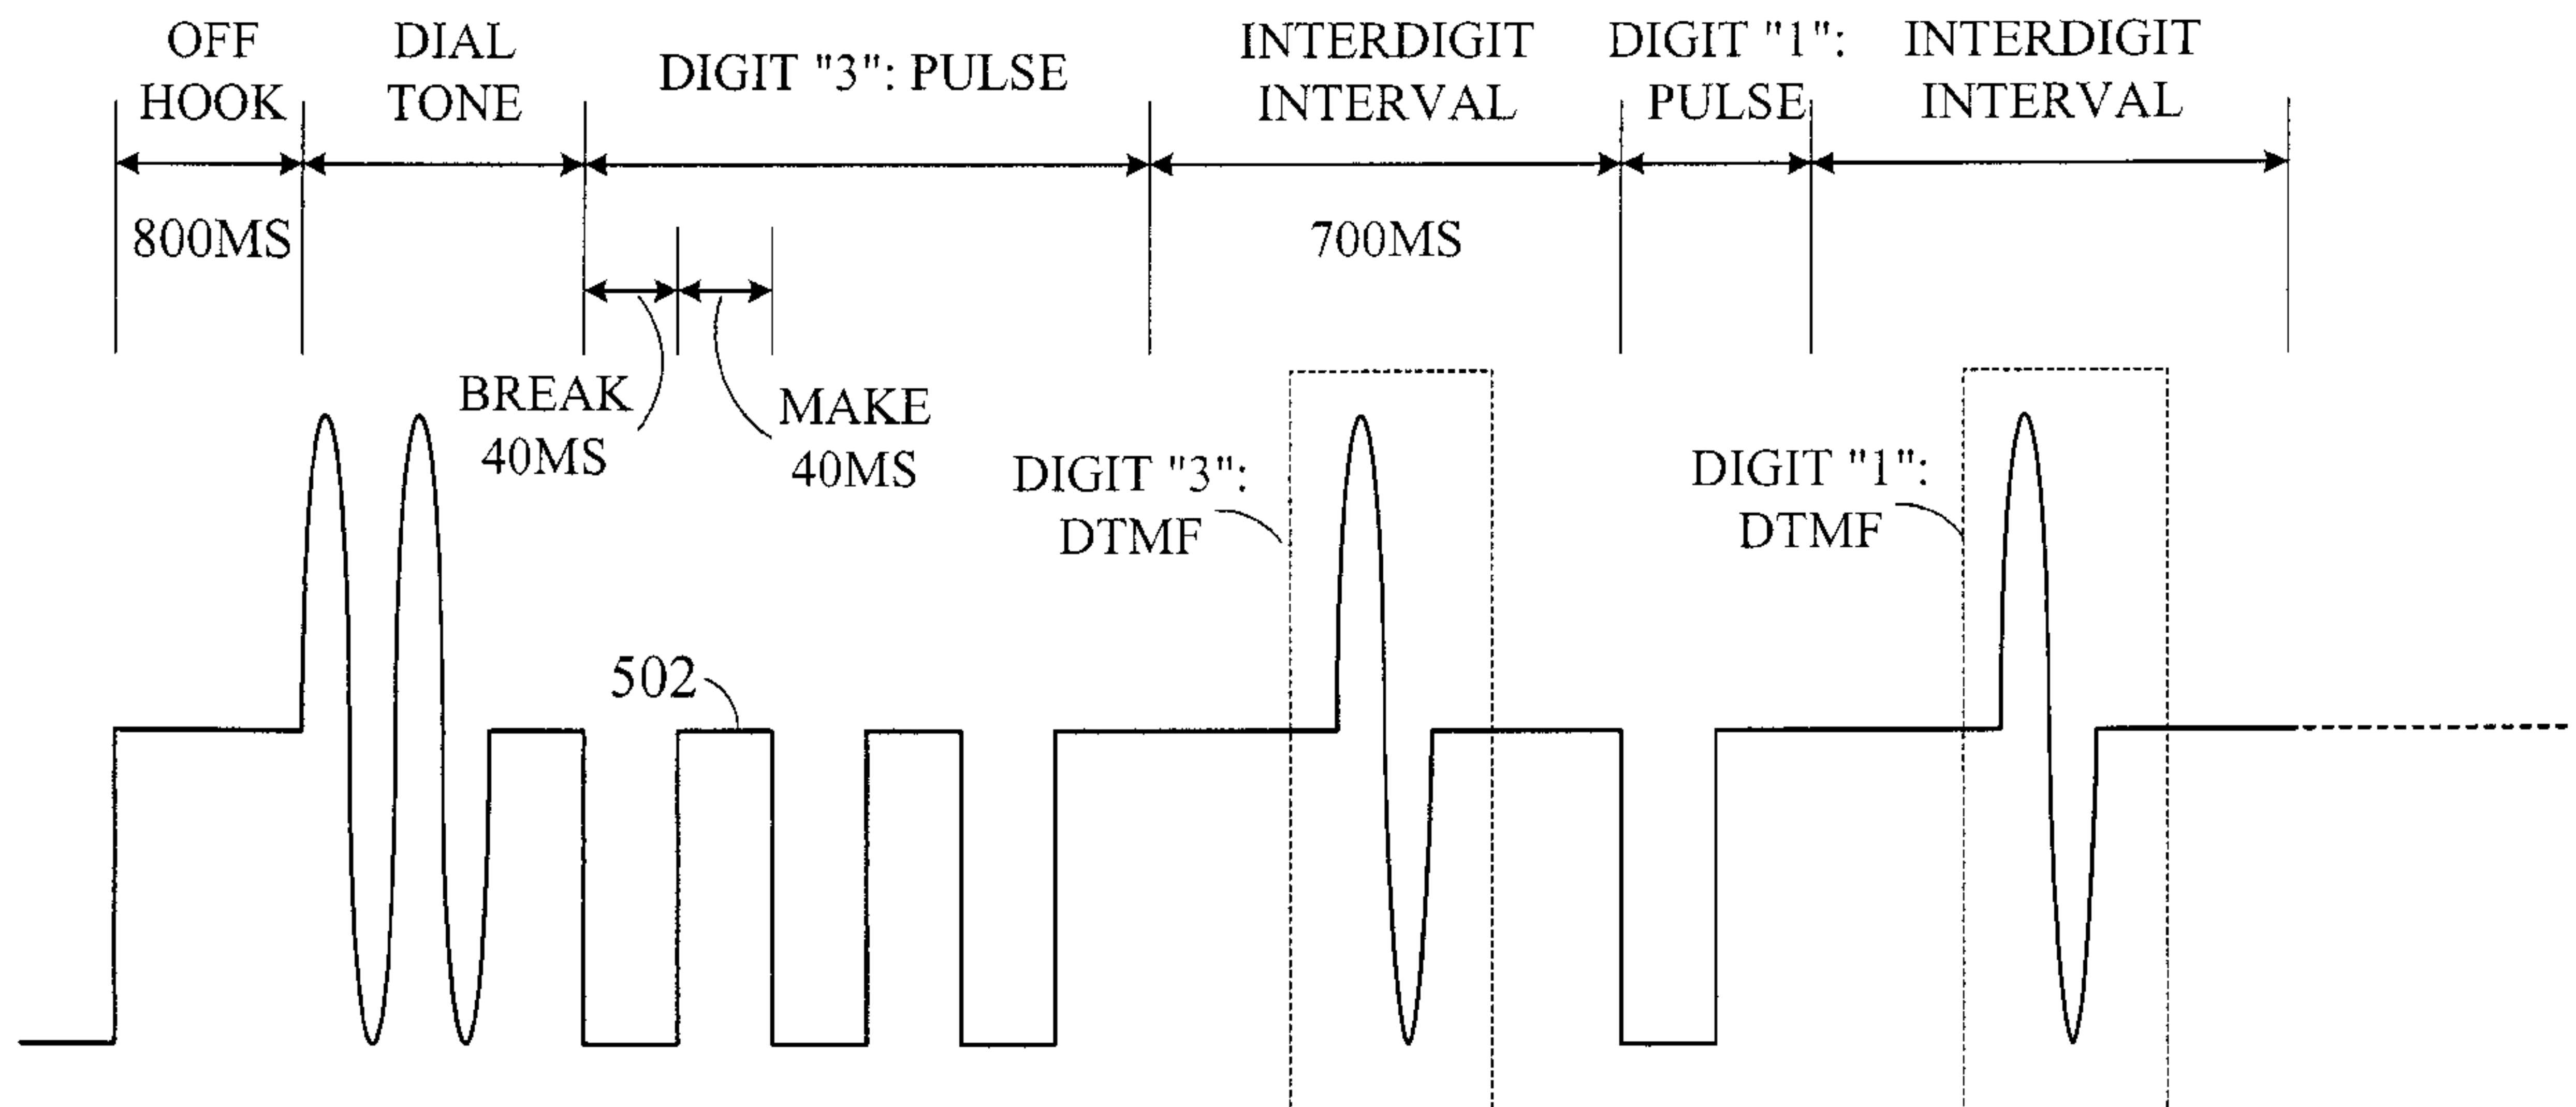 OFF
HOOK
DIAL
TONE
DIGIT "3": PULSE
INTERDIGIT
INTERVAL
DIGIT "1":
PULSE
INTERDIGIT
INTERVAL
800MS
700MS
BREAK
40MS
MAKE
40MS
DIGIT "3":
DTMF
DIGIT "1":
DTMF
502